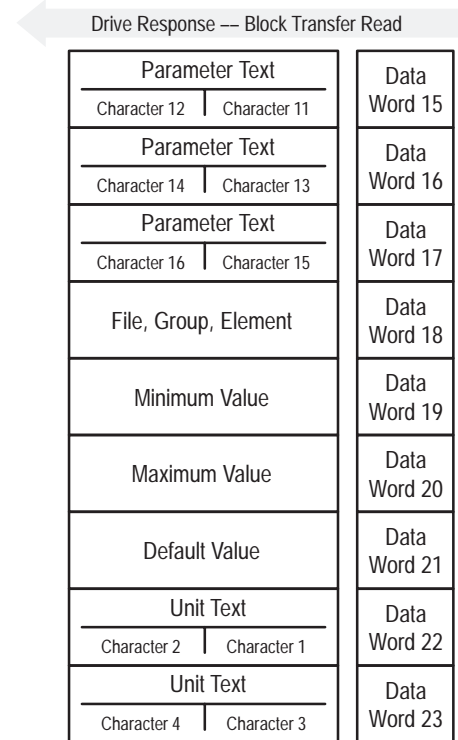 Drive Response –– Block Transfer Read
Parameter Text
Character 12 Character 11
Data
Word 15
Parameter Text
Character 14 Character 13
Data
Word 16
Parameter Text
Character 16 Character 15
Data
Word 17
File, Group, Element
Data
Word 18
Minimum Value
Data
Word 19
Maximum Value
Data
Word 20
Default Value
Data
Word 21
Unit Text
Character 2 Character 1
Data
Word 22
Unit Text
Character 4 Character 3
Data
Word 23